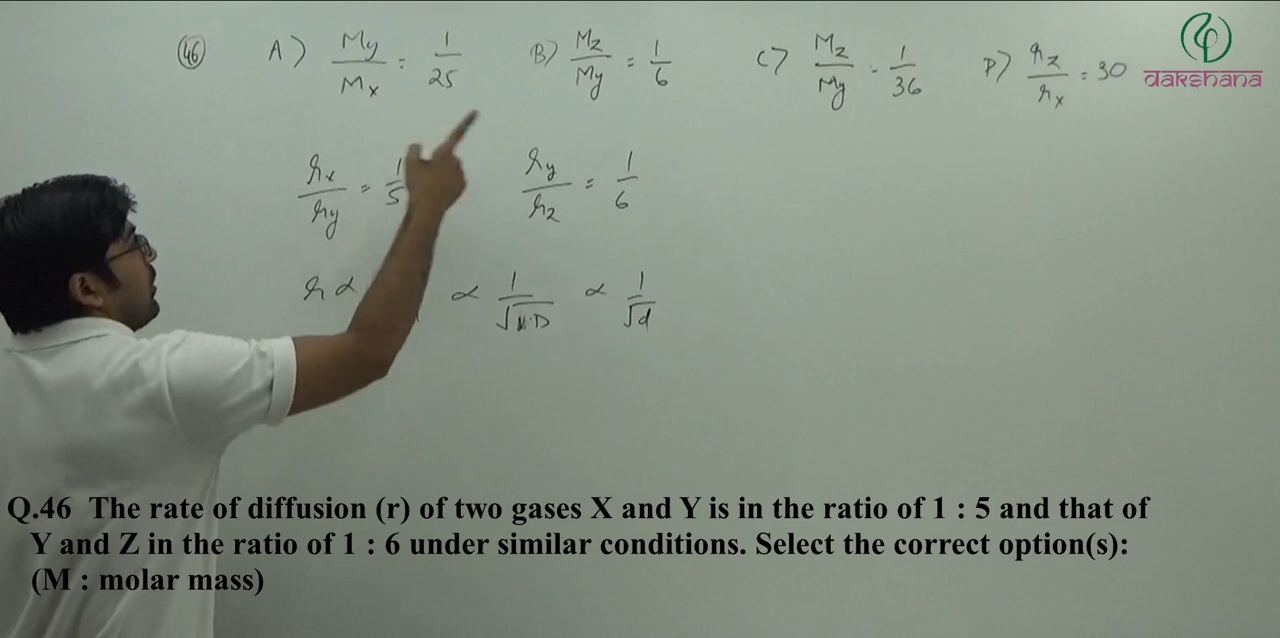 46 A) My/Mx = 1/25 B) Mz/My = 1/6 C) Mz/My = 1/36 D) rz/rx = 30
dakshana
rx/ry = 1/5 ry/rz = 1/6
r ∝ ∝ 1/√M.D ∝ 1/√d
Q.46 The rate of diffusion (r) of two gases X and Y is in the ratio of 1 : 5 and that of
Y and Z in the ratio of 1 : 6 under similar conditions. Select the correct option(s):
(M : molar mass)